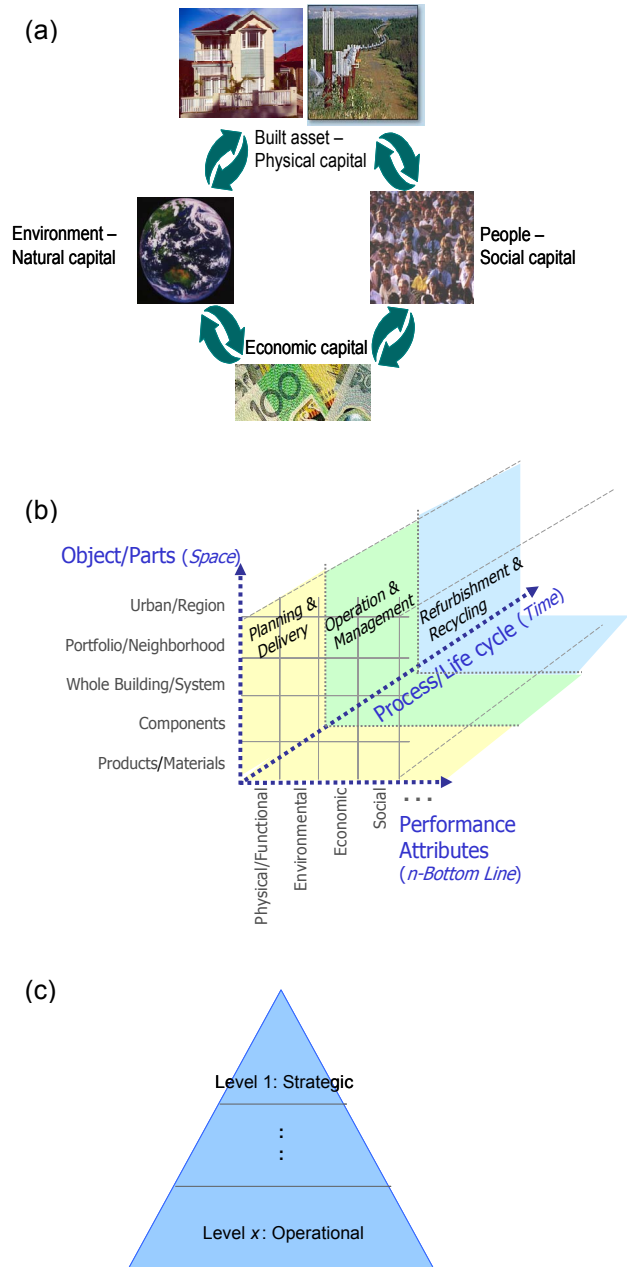 (a)
Built asset –
Physical capital
Environment –
Natural capital
People –
Social capital
Economic capital
100
(b)
Object/Parts (Space)
Urban/Region
Portfolio/Neighborhood
Whole Building/System
Components
Products/Materials
Planning &
Delivery
Operation &
Management
Refurbishment &
Recycling
Process/Life cycle (Time)
Physical/Functional
Environmental
Economic
Social
...
Performance
Attributes
(n-Bottom Line)
(c)
Level 1: Strategic
:
:
Level x: Operational